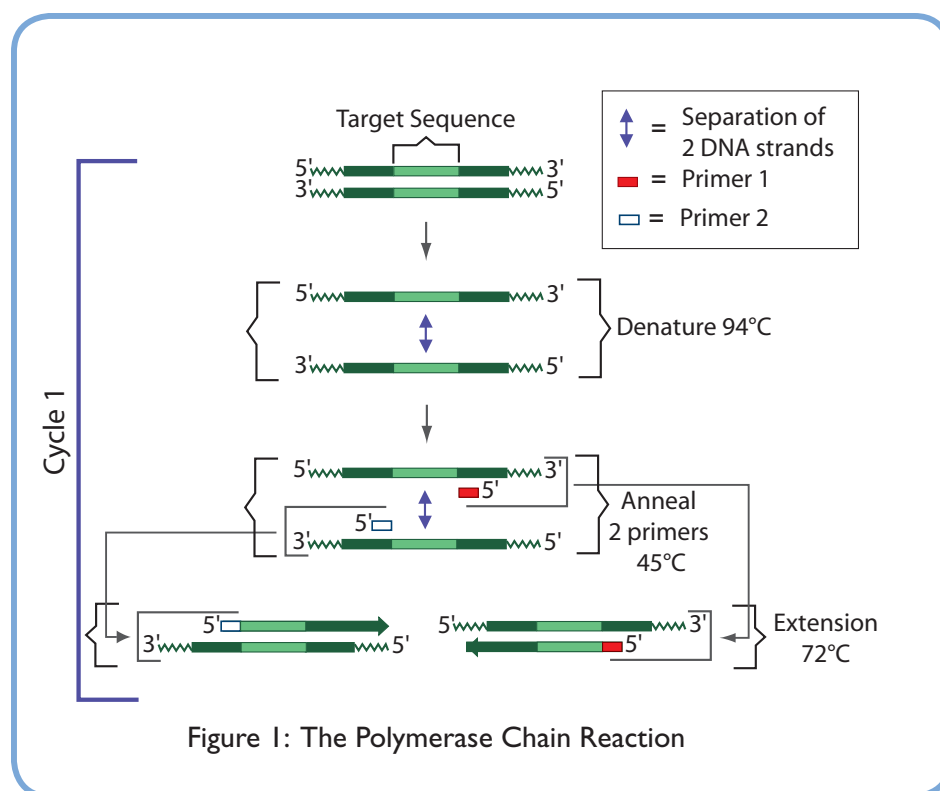 Target Sequence
= Separation of
2 DNA strands
= Primer 1
= Primer 2
5' 3'
3' 5'
5' 3'
Denature 94°C
3' 5'
Cycle 1
5' 3'
5'
Anneal
2 primers
45°C
5'
3' 5'
5'
3' 5'
5' 3'
5'
Extension
72°C
Figure 1: The Polymerase Chain Reaction